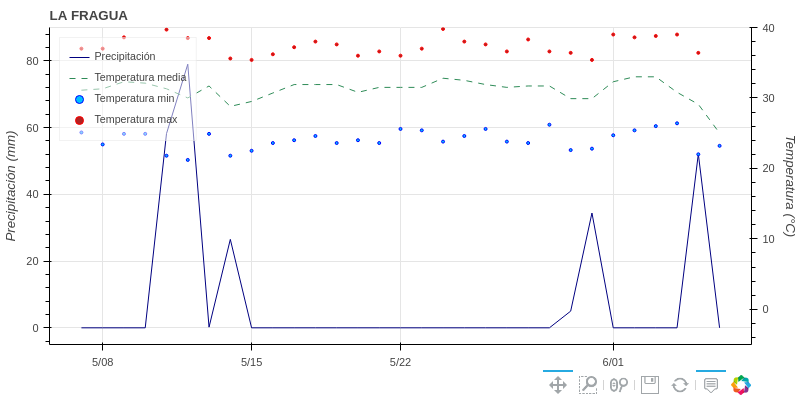 LA FRAGUA
Precipitación
Temperatura media
Temperatura min
Temperatura max
Precipitación (mm)
80
60
40
20
0
Temperatura (°C)
40
30
20
10
0
5/08
5/15
5/22
6/01